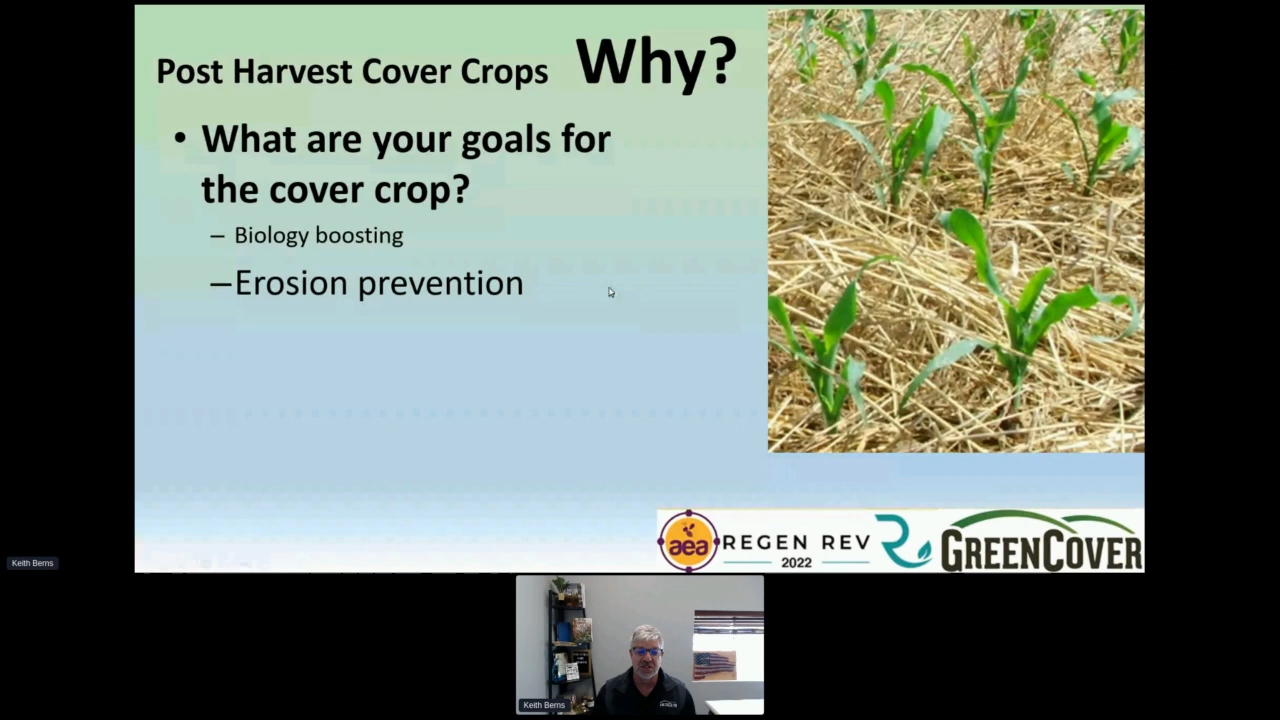 Post Harvest Cover Crops Why?
• What are your goals for
the cover crop?
– Biology boosting
–Erosion prevention
aea
REGEN REV
2022
GREENCOVER
Keith Berns
Keith Berns